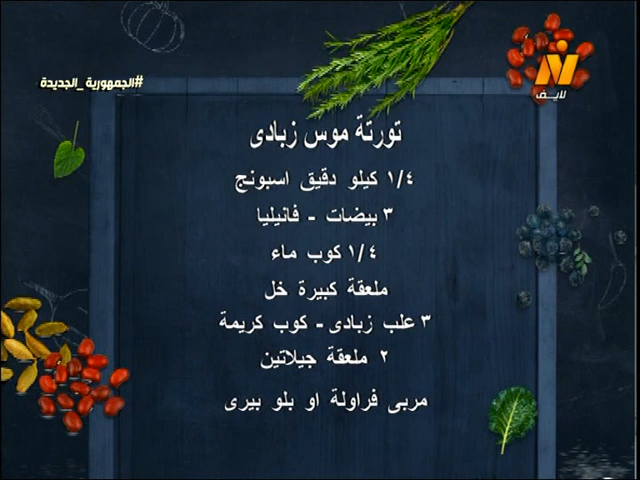 #الجمهورية_الجديدة
لايف
تورتة موس زبادى
١/٤ كيلو دقيق اسبونج
٣ بيضات - فانيليا
١/٤ كوب ماء
ملعقة كبيرة خل
٣ علب زبادى - كوب كريمة
٢ ملعقة جيلاتين
مربى فراولة او بلو بيرى